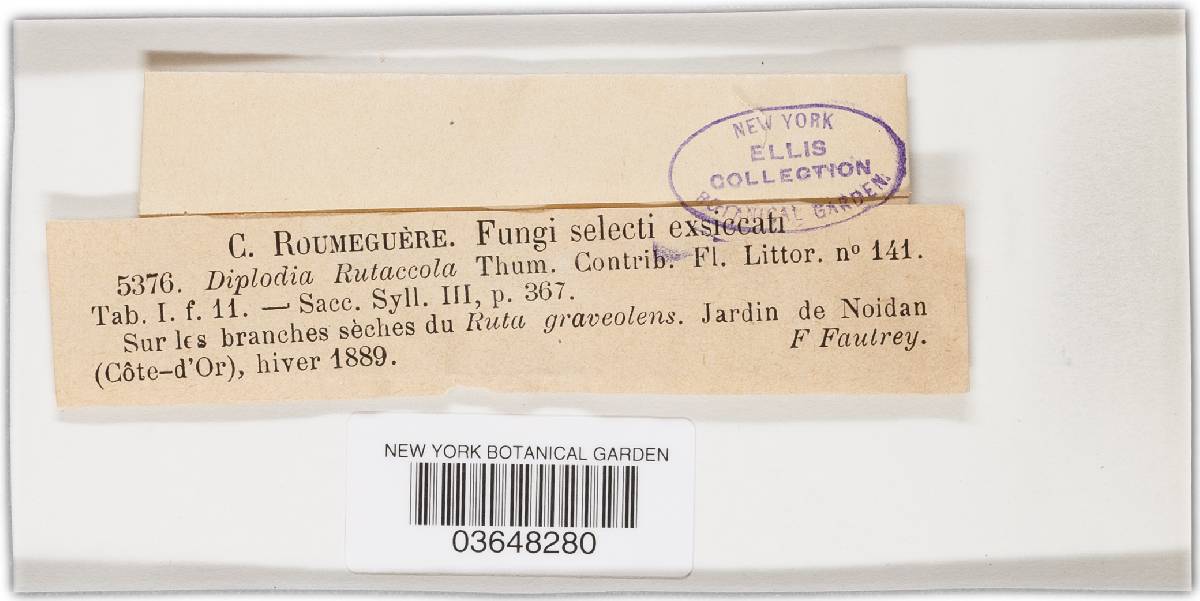 NEW YORK
ELLIS
COLLECTION
BOTANICAL GARDEN.
C. ROUMEGUÈRE. Fungi selecti exsiccati
5376. Diplodia Rutaccola Thum. Contrib. Fl. Littor. nº 141.
Tab. I. f. 11. — Sacc. Syll. III, p. 367.
Sur les branches sèches du Ruta graveolens. Jardin de Noidan
(Côte-d'Or), hiver 1889.
F Fautrey.
NEW YORK BOTANICAL GARDEN
03648280